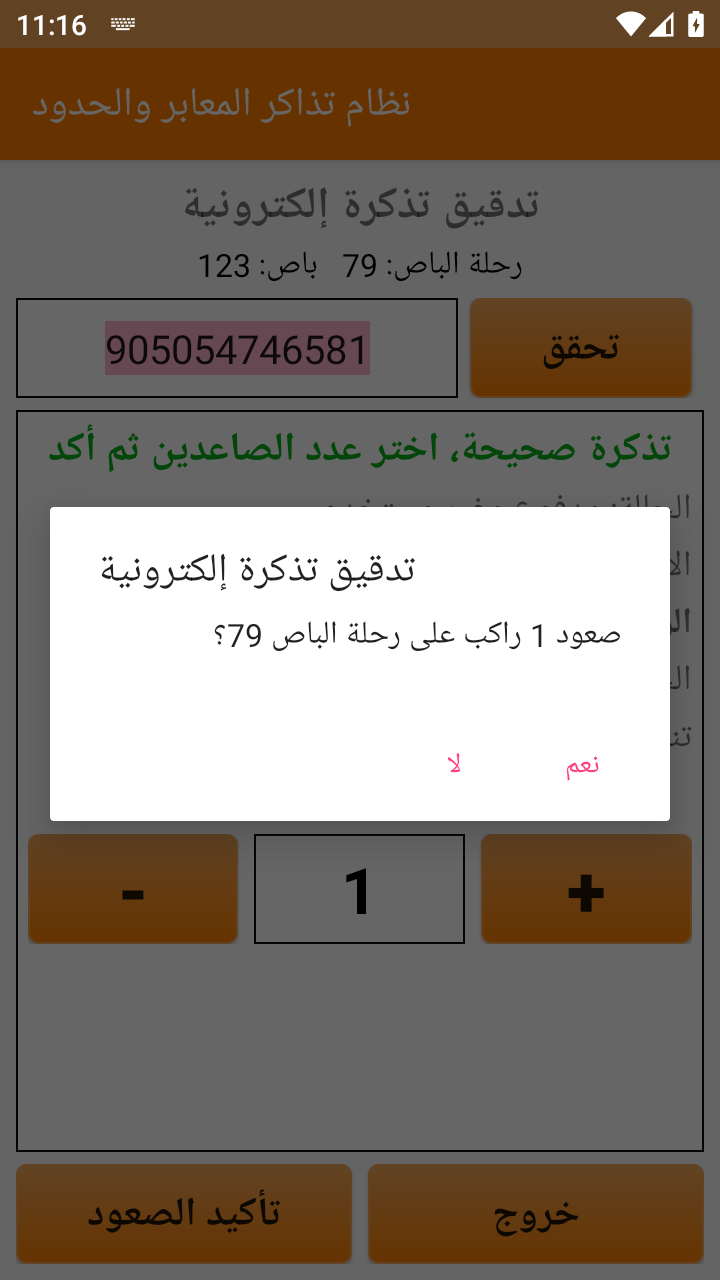 11:16
نظام تذاكر المعابر والحدود
تدقيق تذكرة إلكترونية
رحلة الباص: 79 باص: 123
905054746581
تحقق
تذكرة صحيحة، اختر عدد الصاعدين ثم أكد
تدقيق تذكرة إلكترونية
صعود 1 راكب على رحلة الباص 79؟
لا
نعم
- 1 +
تأكيد الصعود
خروج